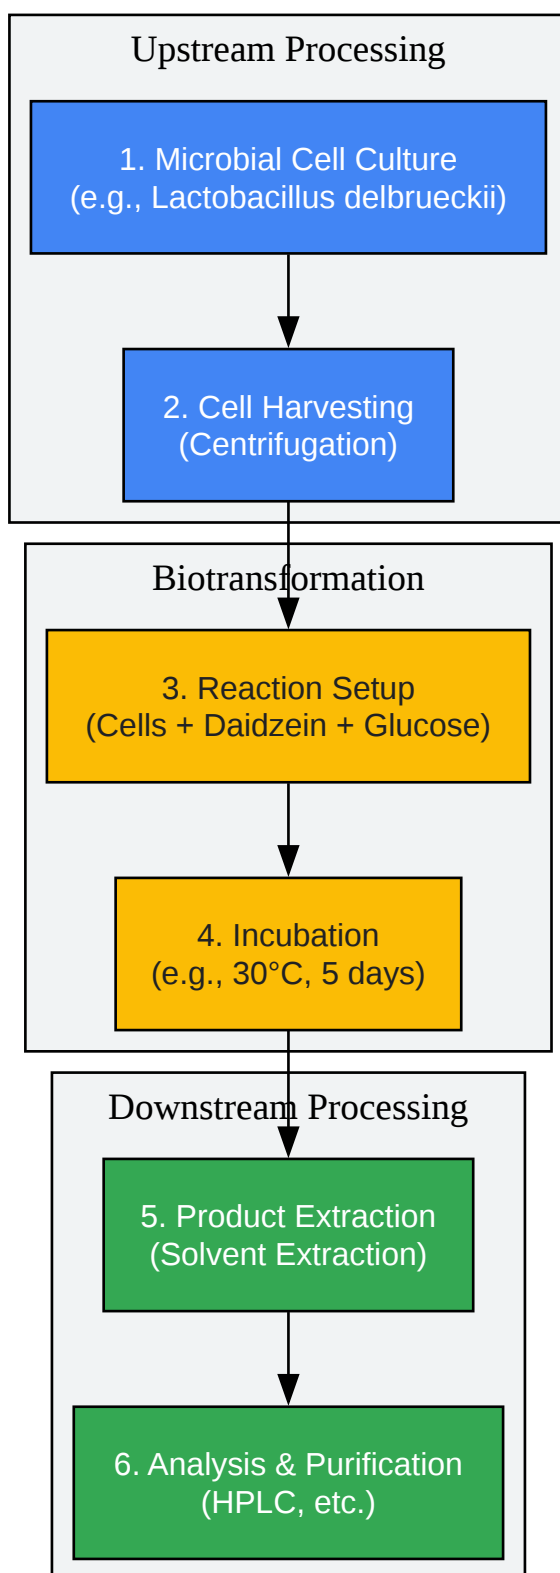 Upstream Processing
1. Microbial Cell Culture
(e.g., Lactobacillus delbrueckii)
2. Cell Harvesting
(Centrifugation)
Biotransformation
3. Reaction Setup
(Cells + Daidzein + Glucose)
4. Incubation
(e.g., 30°C, 5 days)
Downstream Processing
5. Product Extraction
(Solvent Extraction)
6. Analysis & Purification
(HPLC, etc.)